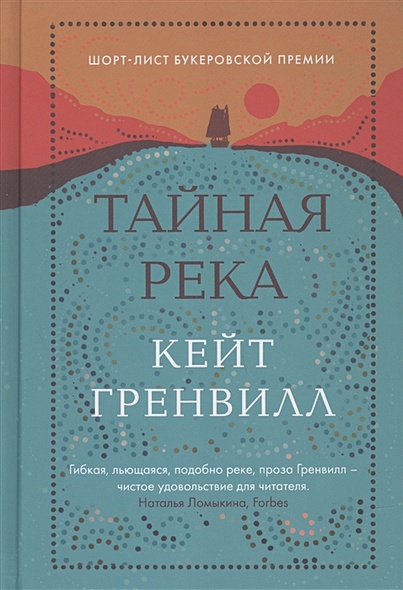 ШОРТ-ЛИСТ БУКЕРОВСКОЙ ПРЕМИИ
ТАЙНАЯ
РЕКА
КЕЙТ
ГРЕНВИЛЛ
Гибкая, льющаяся, подобно реке, проза Гренвилл –
чистое удовольствие для читателя.
Наталья Ломыкина, Forbes